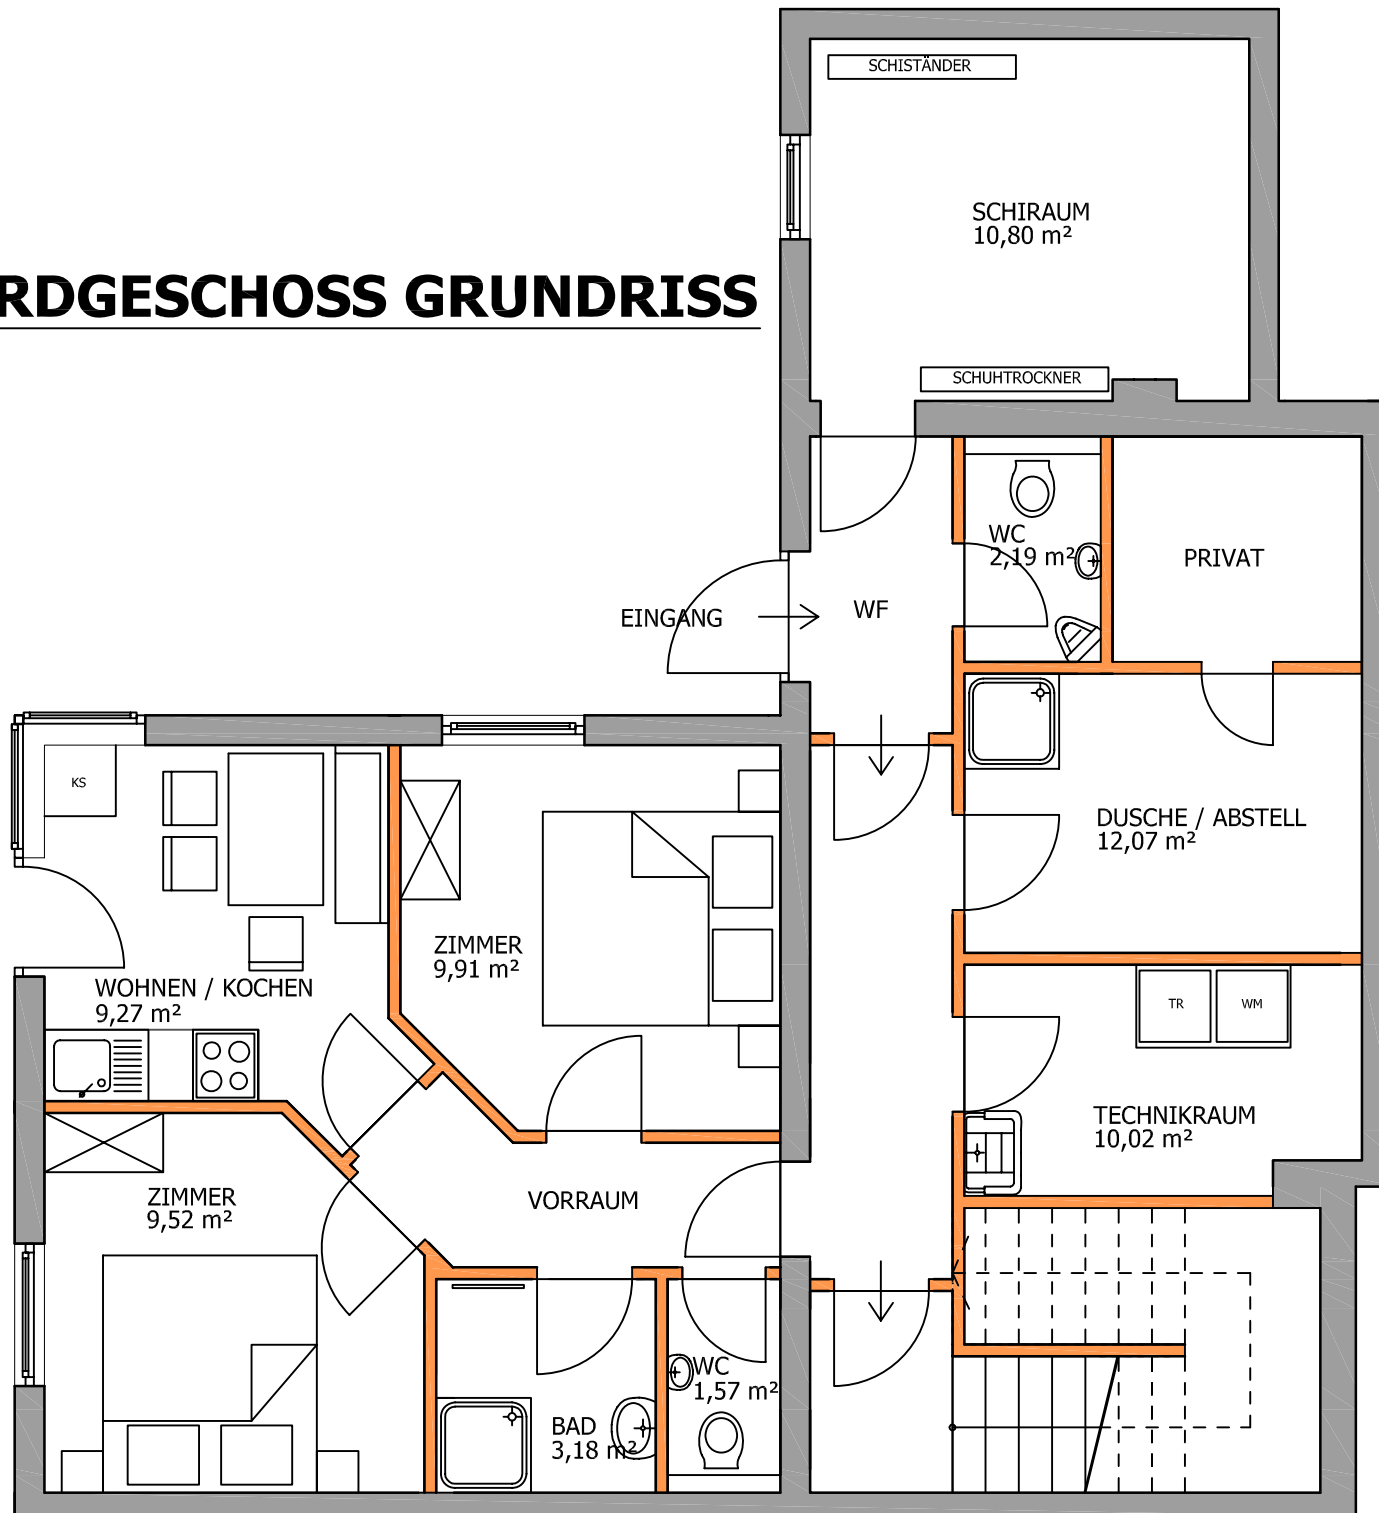 SCHISTÄNDER
SCHIRAUM
10,80 m²
RDGESCHOSS GRUNDRISS
SCHUHTROCKNER
WC
2,19 m²
PRIVAT
EINGANG
WF
KS
DUSCHE / ABSTELL
12,07 m²
ZIMMER
9,91 m²
WOHNEN / KOCHEN
9,27 m²
TR
WM
TECHNIKRAUM
10,02 m²
ZIMMER
9,52 m²
VORRAUM
WC
1,57 m²
BAD
3,18 m²